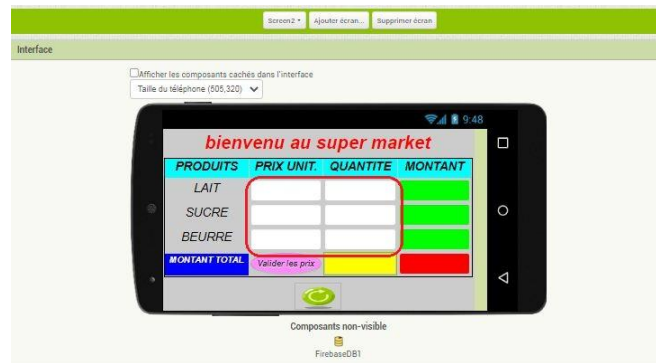 Screen2 Ajouter écran... Supprimer écran
Interface
Afficher les composants cachés dans l'interface
Taille du téléphone (505,320)
9:48
bienvenu au super market
PRODUITS PRIX UNIT. QUANTITE MONTANT
LAIT
SUCRE
BEURRE
MONTANT TOTAL Valider les prix
Composants non-visible
FirebaseDB1